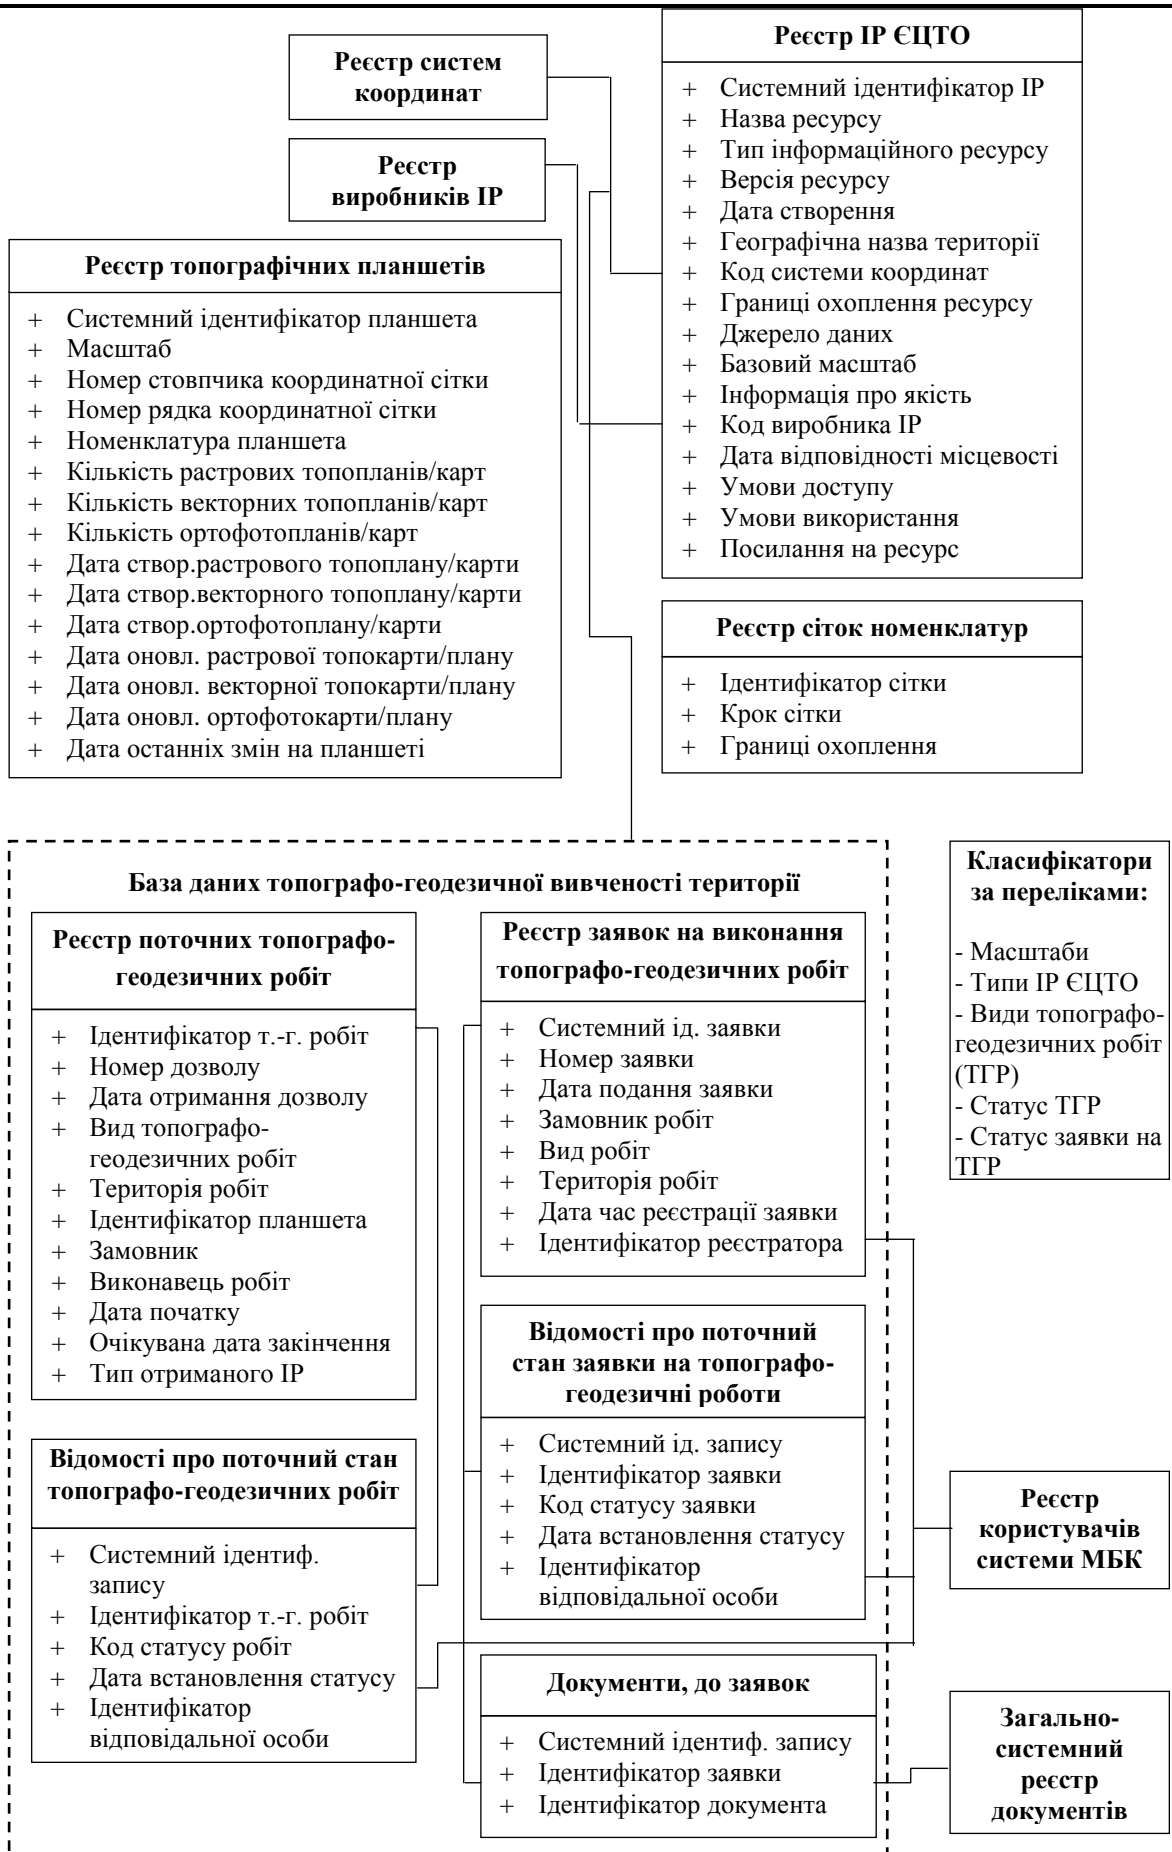 Реєстр систем
координат
Реєстр
виробників ІР
Реєстр ІР ЄЦТО
+ Системний ідентифікатор ІР
+ Назва ресурсу
+ Тип інформаційного ресурсу
+ Версія ресурсу
+ Дата створення
+ Географічна назва території
+ Код системи координат
+ Границі охоплення ресурсу
+ Джерело даних
+ Базовий масштаб
+ Інформація про якість
+ Код виробника ІР
+ Дата відповідності місцевості
+ Умови доступу
+ Умови використання
+ Посилання на ресурс
Реєстр топографічних планшетів
+ Системний ідентифікатор планшета
+ Масштаб
+ Номер стовпчика координатної сітки
+ Номер рядка координатної сітки
+ Номенклатура планшета
+ Кількість растрових топопланів/карт
+ Кількість векторних топопланів/карт
+ Кількість ортофотопланів/карт
+ Дата створ.растрового топоплану/карти
+ Дата створ.векторного топоплану/карти
+ Дата створ.ортофотоплану/карти
+ Дата оновл. растрової топокарти/плану
+ Дата оновл. векторної топокарти/плану
+ Дата оновл. ортофотокарти/плану
+ Дата останніх змін на планшеті
Реєстр сіток номенклатур
+ Ідентифікатор сітки
+ Крок сітки
+ Границі охоплення
База даних топографо-геодезичної вивченості території
Реєстр поточних топографо-
геодезичних робіт
+ Ідентифікатор т.-г. робіт
+ Номер дозволу
+ Дата отримання дозволу
+ Вид топографо-
геодезичних робіт
+ Територія робіт
+ Ідентифікатор планшета
+ Замовник
+ Виконавець робіт
+ Дата початку
+ Очікувана дата закінчення
+ Тип отриманого ІР
Відомості про поточний стан
топографо-геодезичних робіт
+ Системний ідентиф.
запису
+ Ідентифікатор т.-г. робіт
+ Код статусу робіт
+ Дата встановлення статусу
+ Ідентифікатор
відповідальної особи
Реєстр заявок на виконання
топографо-геодезичних робіт
+ Системний ід. заявки
+ Номер заявки
+ Дата подання заявки
+ Замовник робіт
+ Вид робіт
+ Територія робіт
+ Дата час реєстрації заявки
+ Ідентифікатор реєстратора
Відомості про поточний
стан заявки на топографо-
геодезичні роботи
+ Системний ід. запису
+ Ідентифікатор заявки
+ Код статусу заявки
+ Дата встановлення статусу
+ Ідентифікатор
відповідальної особи
Документи, до заявок
+ Системний ідентиф. запису
+ Ідентифікатор заявки
+ Ідентифікатор документа
Класифікатори
за переліками:
- Масштаби
- Типи ІР ЄЦТО
- Види топографо-
геодезичних робіт
(ТГР)
- Статус ТГР
- Статус заявки на
ТГР
Реєстр
користувачів
системи МБК
Загально-
системний
реєстр
документів